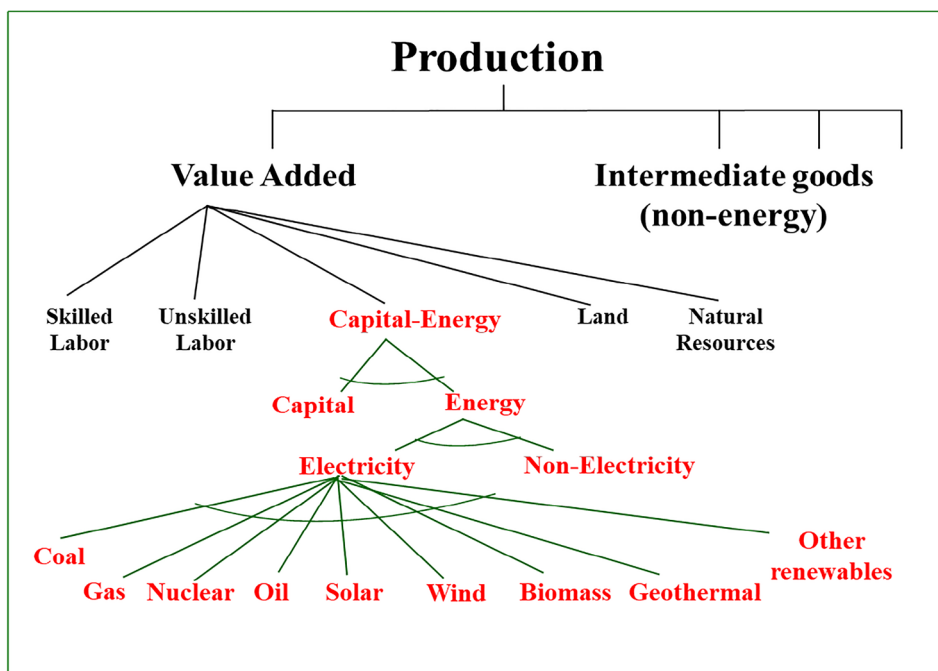 Production
Value Added
Intermediate goods
(non-energy)
Skilled
Labor
Unskilled
Labor
Capital-Energy
Land
Natural
Resources
Capital
Energy
Electricity
Non-Electricity
Coal
Gas
Nuclear
Oil
Solar
Wind
Biomass
Geothermal
Other
renewables